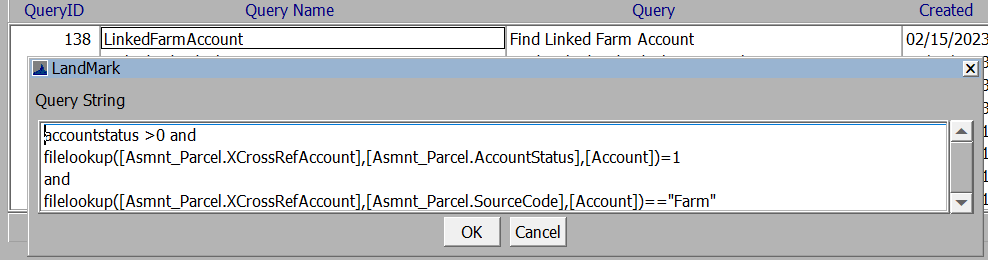 QueryID Query Name Query Created
138 LinkedFarmAccount Find Linked Farm Account 02/15/2023
LandMark
Query String
accountstatus >0 and
filelookup([Asmnt_Parcel.XCrossRefAccount],[Asmnt_Parcel.AccountStatus],[Account])=1
and
filelookup([Asmnt_Parcel.XCrossRefAccount],[Asmnt_Parcel.SourceCode],[Account])=="Farm"
OK Cancel